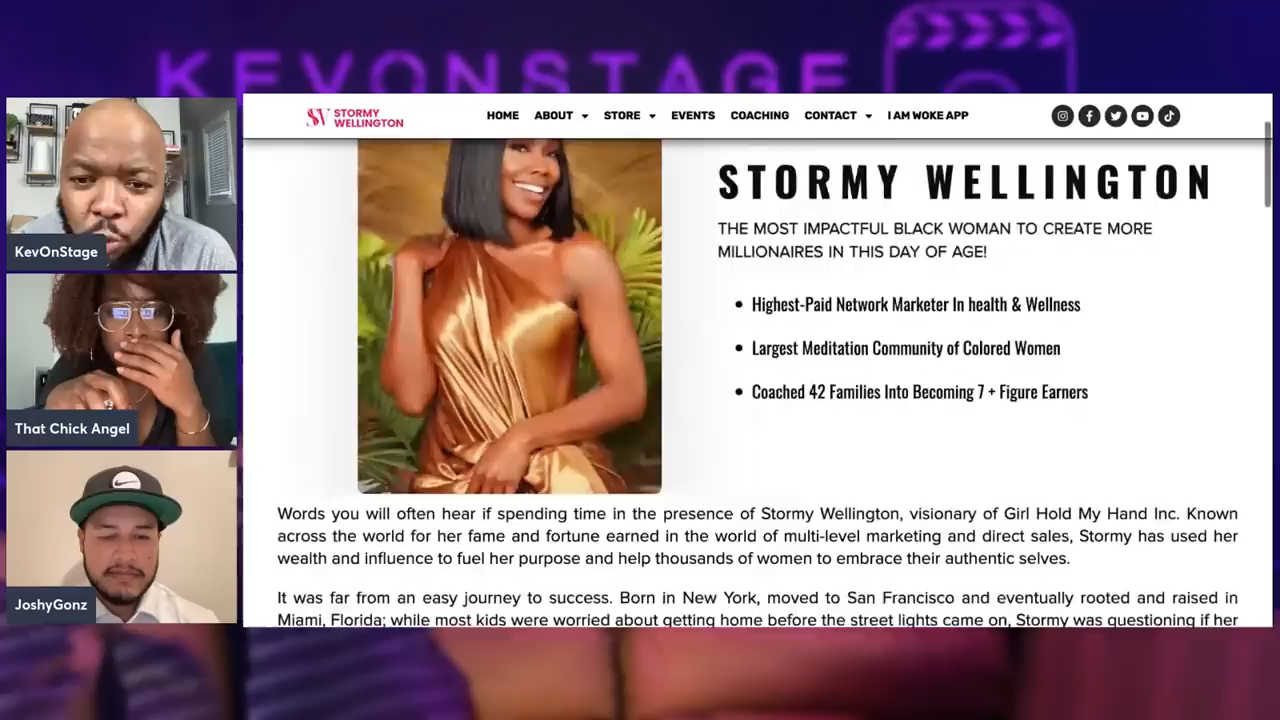 KEVONSTAGE
STORMY
WELLINGTON
HOME
ABOUT
STORE
EVENTS
COACHING
CONTACT
I AM WOKE APP
STORMY WELLINGTON
THE MOST IMPACTFUL BLACK WOMAN TO CREATE MORE
MILLIONAIRES IN THIS DAY OF AGE!
Highest-Paid Network Marketer In health & Wellness
Largest Meditation Community of Colored Women
Coached 42 Families Into Becoming 7 + Figure Earners
Words you will often hear if spending time in the presence of Stormy Wellington, visionary of Girl Hold My Hand Inc. Known
across the world for her fame and fortune earned in the world of multi-level marketing and direct sales, Stormy has used her
wealth and influence to fuel her purpose and help thousands of women to embrace their authentic selves.
It was far from an easy journey to success. Born in New York, moved to San Francisco and eventually rooted and raised in
Miami, Florida; while most kids were worried about getting home before the street lights came on, Stormy was questioning if her
KevOnStage
That Chick Angel
JoshyGonz